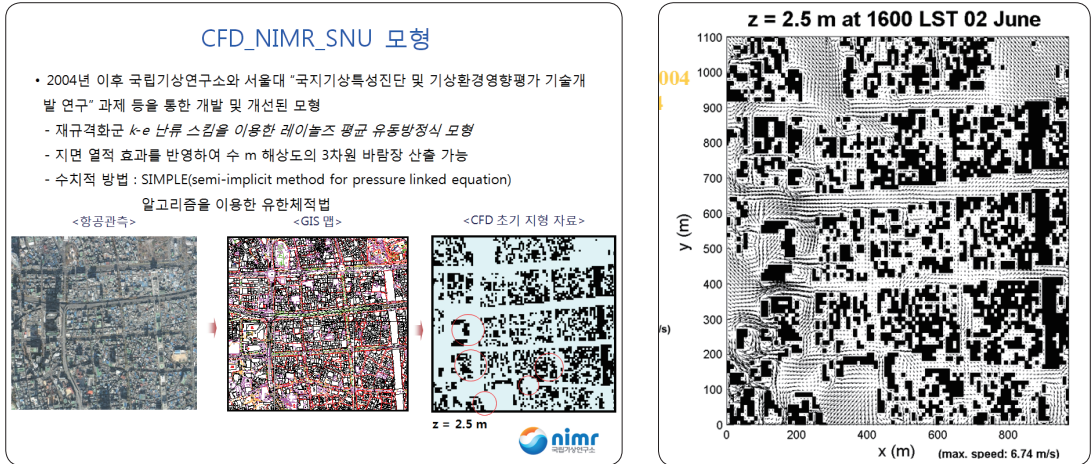 CFD_NIMR_SNU 모형
• 2004년 이후 국립기상연구소와 서울대 "국지기상특성진단 및 기상환경영향평가 기술개
발 연구" 과제 등을 통한 개발 및 개선된 모형
- 재규격화군 k-e 난류 스킴을 이용한 레이놀즈 평균 유동방정식 모형
- 지면 열적 효과를 반영하여 수 m 해상도의 3차원 바람장 산출 가능
- 수치적 방법 : SIMPLE(semi-implicit method for pressure linked equation)
알고리즘을 이용한 유한체적법
<항공관측> <GIS 맵> <CFD 초기 지형 자료>
z = 2.5 m
nimr
국립기상연구소
z = 2.5 m at 1600 LST 02 June
004
4
/s)
y (m)
1100
1000
900
800
700
600
500
400
300
200
100
0
0 200 400 600 800
x (m)
(max. speed: 6.74 m/s)